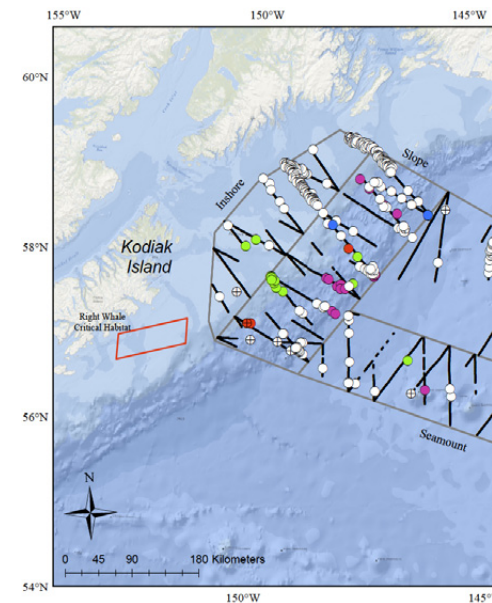 155°W 150°W 145°W
60°N
Slope
Inshore
58°N
Kodiak
Island
Right Whale
Critical Habitat
56°N
Seamount
N
0 45 90 180 Kilometers
54°N
150°W 145°W